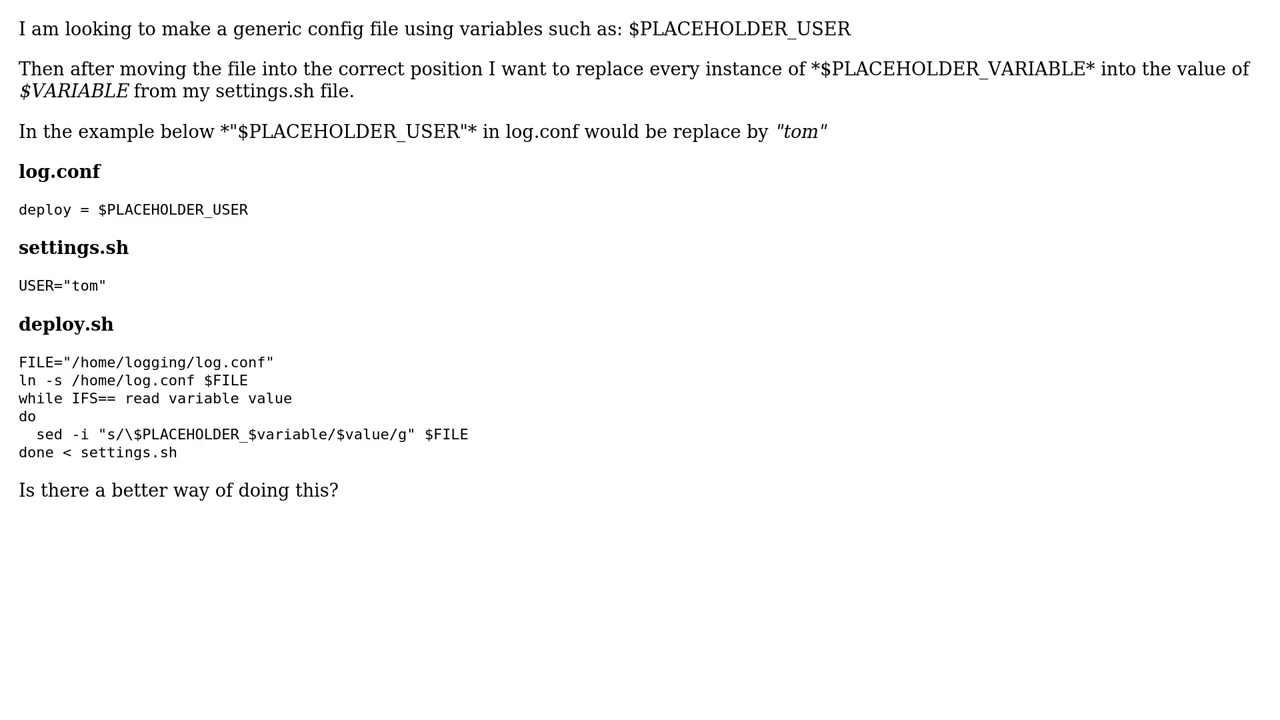 I am looking to make a generic config file using variables such as: $PLACEHOLDER_USER
Then after moving the file into the correct position I want to replace every instance of *$PLACEHOLDER_VARIABLE* into the value of
$VARIABLE from my settings.sh file.
In the example below *"$PLACEHOLDER_USER"* in log.conf would be replace by "tom"
log.conf
deploy = $PLACEHOLDER_USER
settings.sh
USER="tom"
deploy.sh
FILE="/home/logging/log.conf"
ln -s /home/log.conf $FILE
while IFS== read variable value
do
  sed -i "s/\$PLACEHOLDER_$variable/$value/g" $FILE
done < settings.sh
Is there a better way of doing this?